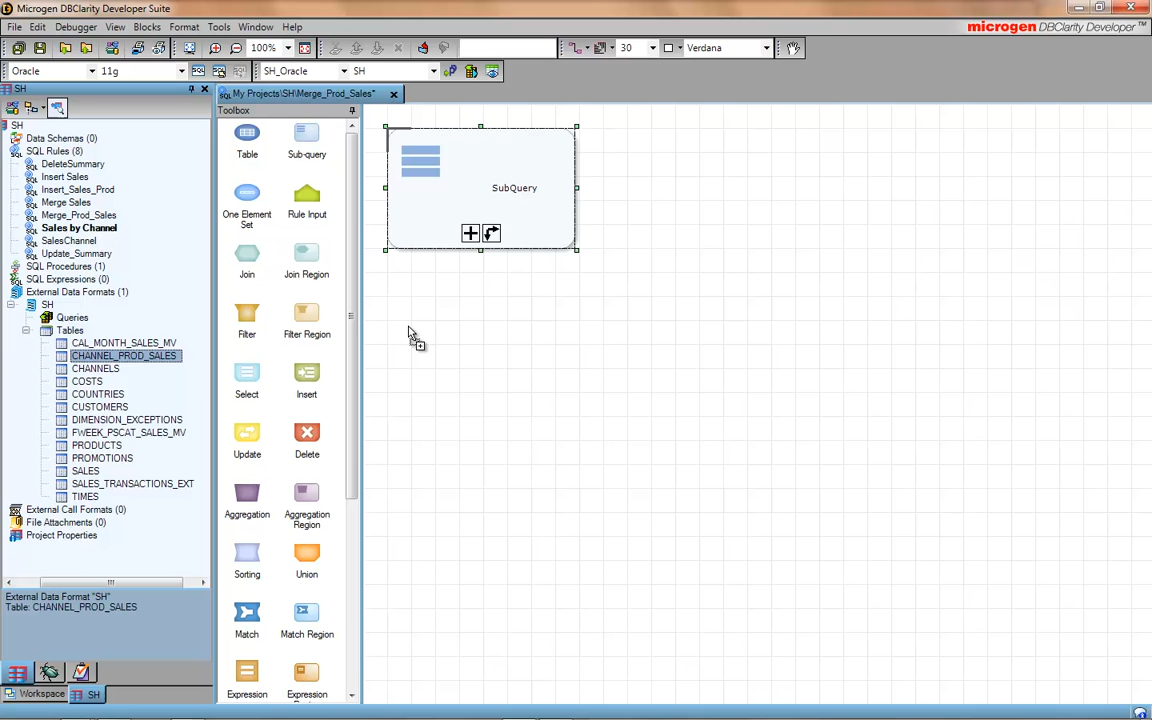 Microgen DBClarity Developer Suite
File Edit Debugger View Blocks Format Tools Window Help
microgen DBClarity Developer™
100% 30 Verdana
Oracle 11g SH_Oracle SH
SH
My Projects\SH\Merge_Prod_Sales*
Toolbox
SH
Data Schemas (0)
SQL Rules (8)
DeleteSummary
Insert Sales
Insert_Sales_Prod
Merge Sales
Merge_Prod_Sales
Sales by Channel
SalesChannel
Update_Summary
SQL Procedures (1)
SQL Expressions (0)
External Data Formats (1)
SH
Queries
Tables
CAL_MONTH_SALES_MV
CHANNEL_PROD_SALES
CHANNELS
COSTS
COUNTRIES
CUSTOMERS
DIMENSION_EXCEPTIONS
FWEEK_PSCAT_SALES_MV
PRODUCTS
PROMOTIONS
SALES
SALES_TRANSACTIONS_EXT
TIMES
External Call Formats (0)
File Attachments (0)
Project Properties
External Data Format "SH"
Table: CHANNEL_PROD_SALES
Workspace SH
Table Sub-query
One Element Set Rule Input
Join Join Region
Filter Filter Region
Select Insert
Update Delete
Aggregation Aggregation Region
Sorting Union
Match Match Region
Expression Expression
SubQuery